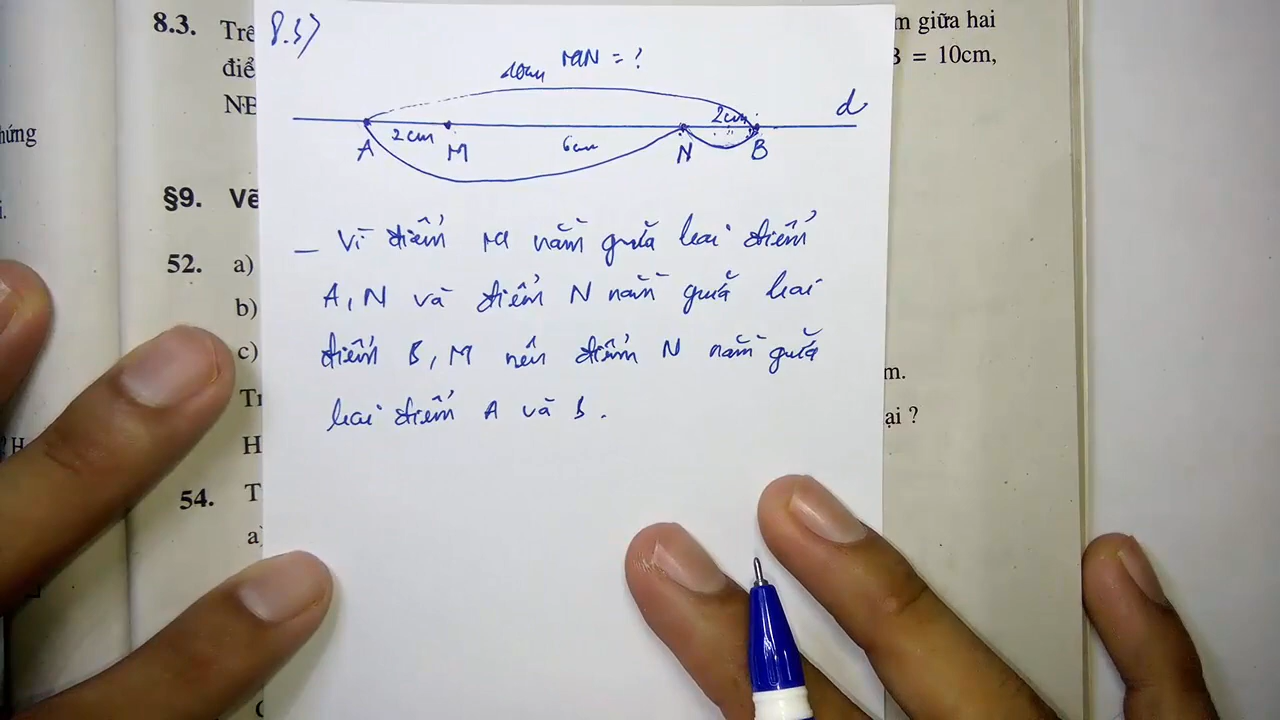 8.3. Trê
m giữa hai
điể
B = 10cm,
NB
hứng
§9. Vẽ
52. a)
b)
c)
m.
ại ?
H
54. T
a)
8.3)
MN = ?
10cm
2cm
d
2cm
6cm
A
M
N
B
_ Vì điểm M nằm giữa hai điểm
A, N và điểm N nằm giữa hai
điểm B, M nên điểm N nằm giữa
hai điểm A và B.